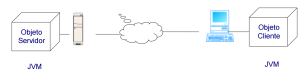 Objeto
Servidor
JVM
Objeto
Cliente
JVM